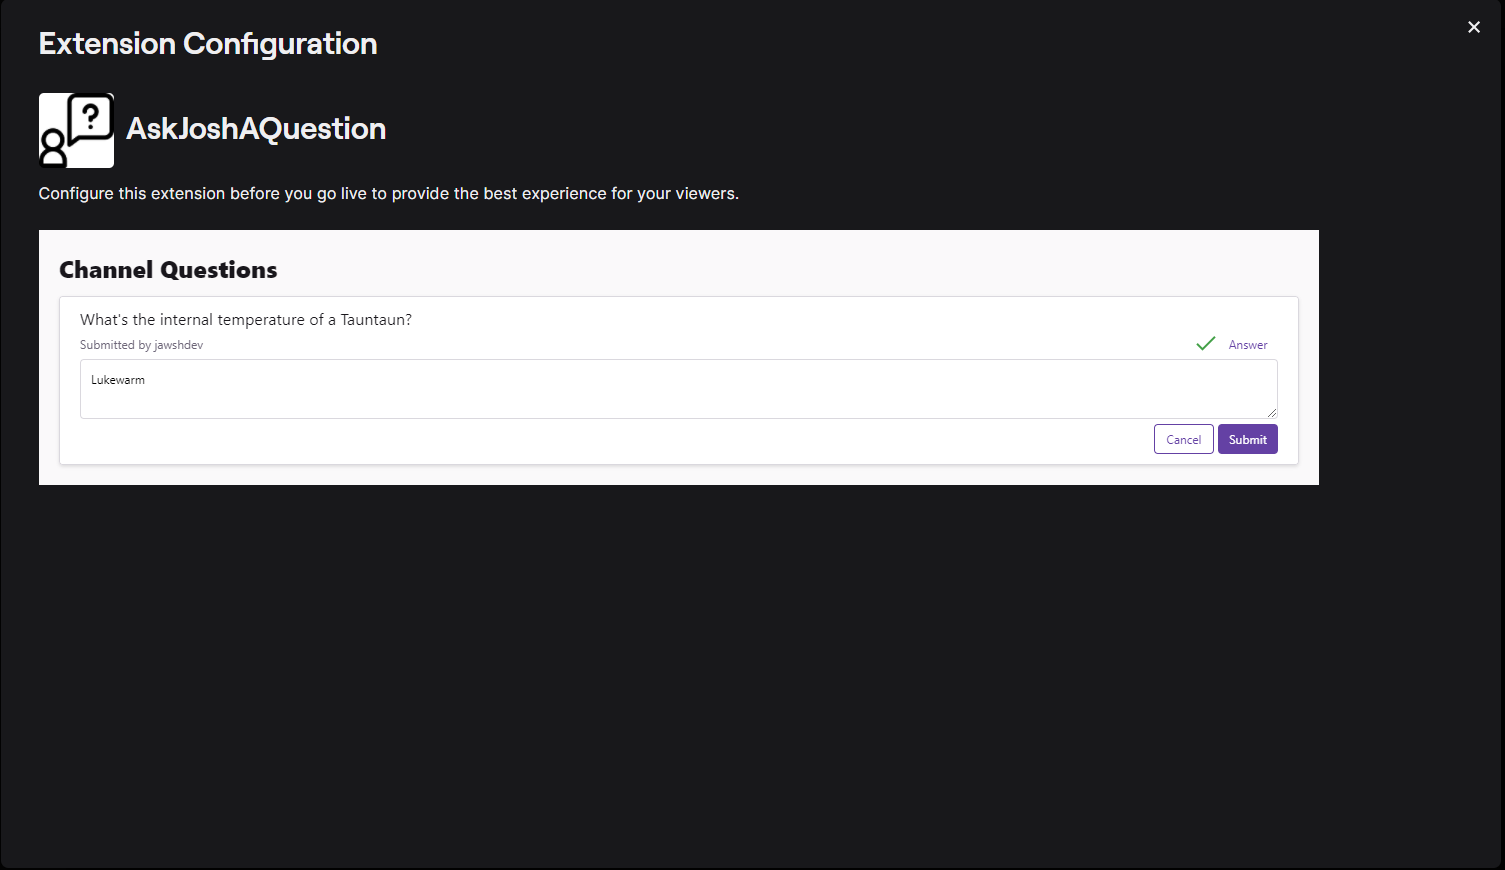 Extension Configuration
?
AskJoshAQuestion
Configure this extension before you go live to provide the best experience for your viewers.
Channel Questions
What's the internal temperature of a Tauntaun?
Submitted by jawshdev
Answer
Lukewarm
Cancel
Submit